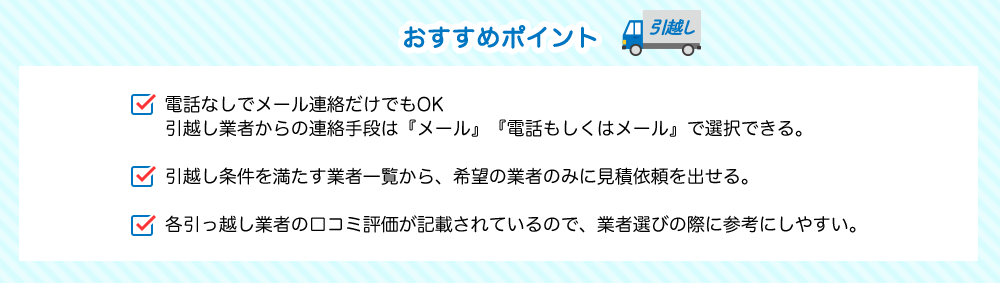 おすすめポイント
引越し
電話なしでメール連絡だけでもOK
引越し業者からの連絡手段は『メール』『電話もしくはメール』で選択できる。
引越し条件を満たす業者一覧から、希望の業者のみに見積依頼を出せる。
各引っ越し業者の口コミ評価が記載されているので、業者選びの際に参考にしやすい。